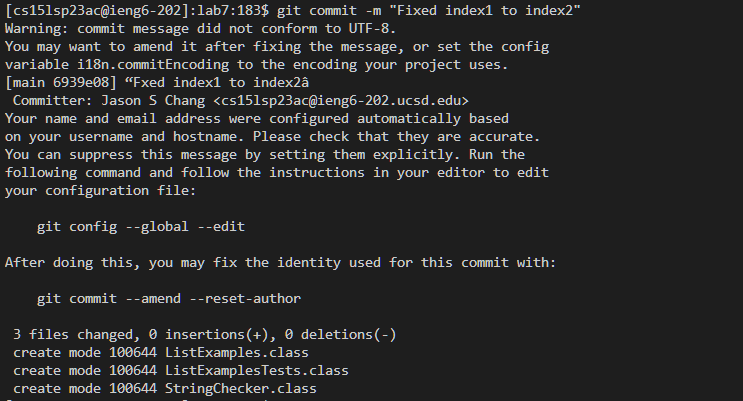 [cs15lsp23ac@ieng6-202]:lab7:183$ git commit -m "Fixed index1 to index2"
Warning: commit message did not conform to UTF-8.
You may want to amend it after fixing the message, or set the config
variable i18n.commitEncoding to the encoding your project uses.
[main 6939e08] “Fxed index1 to index2â
 Committer: Jason S Chang <cs15lsp23ac@ieng6-202.ucsd.edu>
Your name and email address were configured automatically based
on your username and hostname. Please check that they are accurate.
You can suppress this message by setting them explicitly. Run the
following command and follow the instructions in your editor to edit
your configuration file:

    git config --global --edit

After doing this, you may fix the identity used for this commit with:

    git commit --amend --reset-author

 3 files changed, 0 insertions(+), 0 deletions(-)
 create mode 100644 ListExamples.class
 create mode 100644 ListExamplesTests.class
 create mode 100644 StringChecker.class